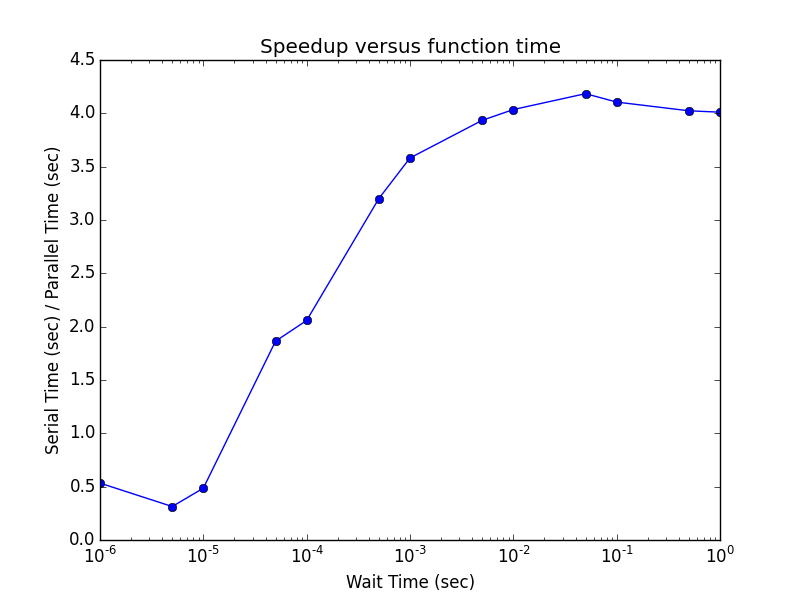 Speedup versus function time
4.5
4.0
3.5
3.0
2.5
2.0
1.5
1.0
0.5
0.0
Serial Time (sec) / Parallel Time (sec)
10⁻⁶ 10⁻⁵ 10⁻⁴ 10⁻³ 10⁻² 10⁻¹ 10⁰
Wait Time (sec)